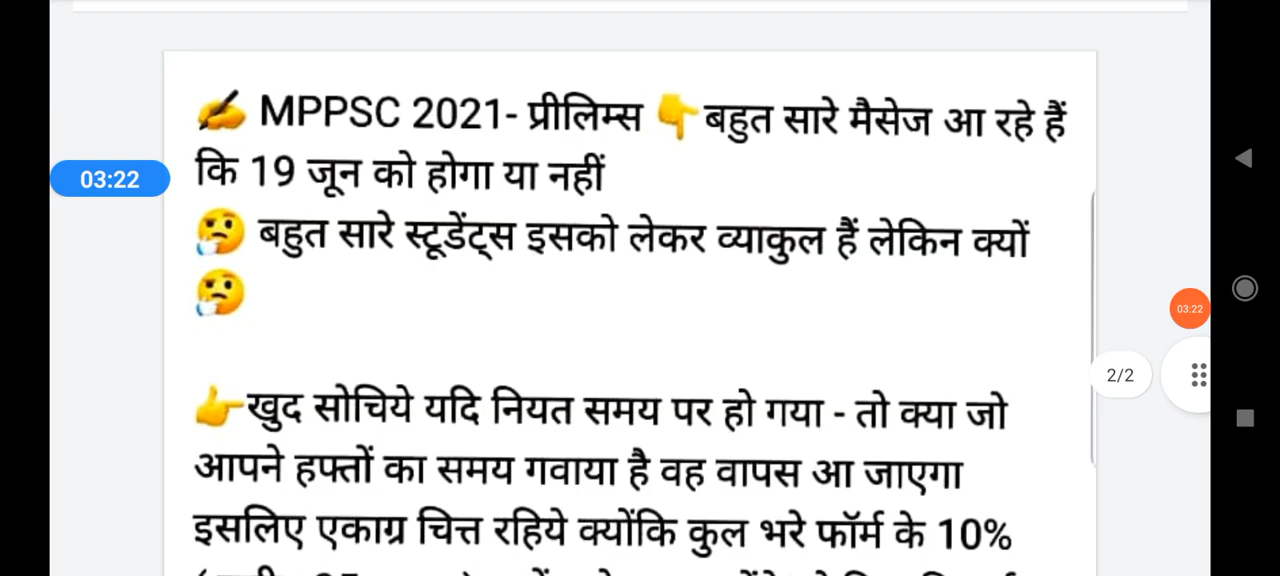 ✍ MPPSC 2021- प्रीलिम्स 👇बहुत सारे मैसेज आ रहे हैं
कि 19 जून को होगा या नहीं
03:22
🤔 बहुत सारे स्टूडेंट्स इसको लेकर व्याकुल हैं लेकिन क्यों
🤔
03:22
2/2
👉खुद सोचिये यदि नियत समय पर हो गया - तो क्या जो
आपने हफ्तों का समय गवाया है वह वापस आ जाएगा
इसलिए एकाग्र चित्त रहिये क्योंकि कुल भरे फॉर्म के 10%